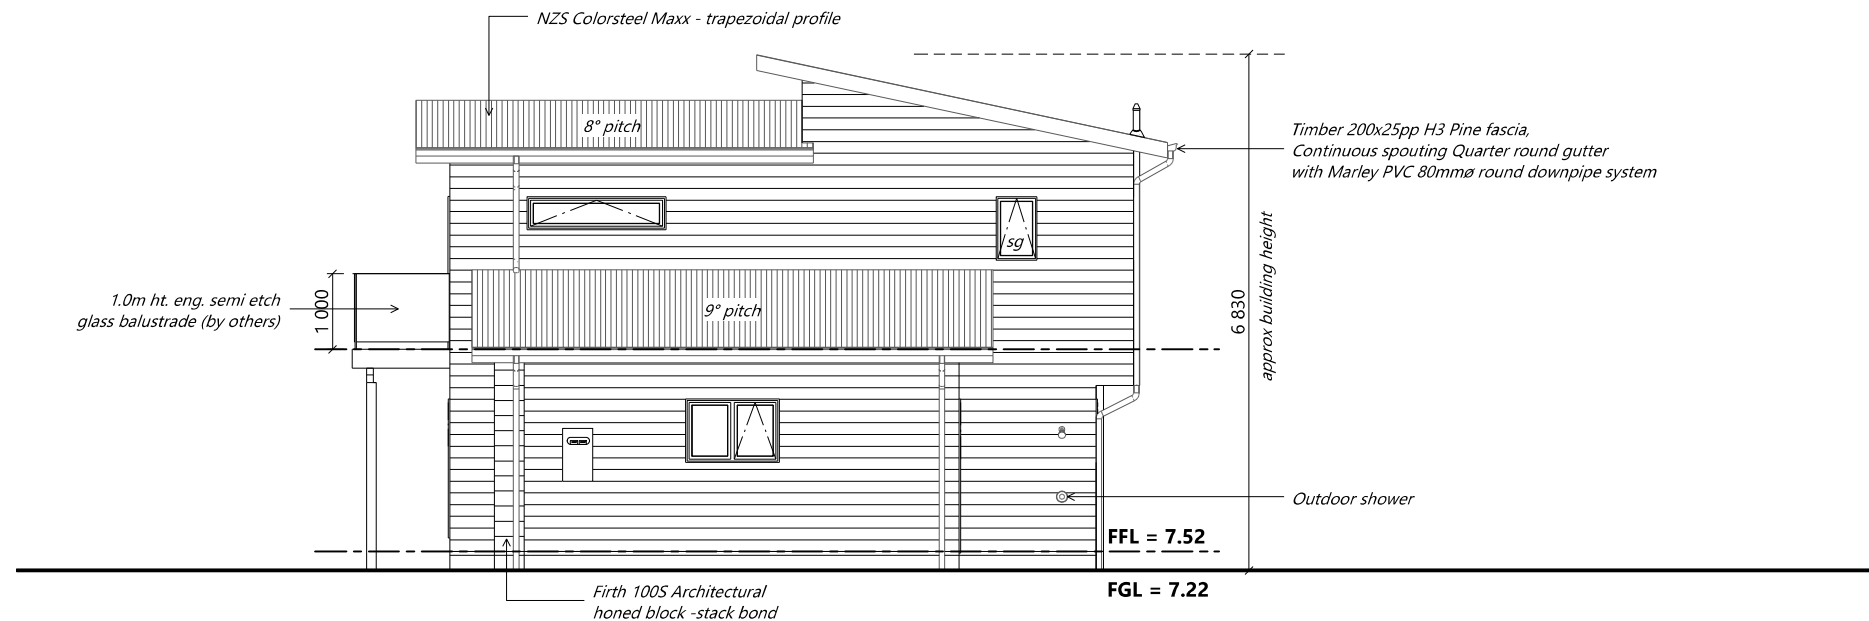 NZS Colorsteel Maxx - trapezoidal profile
8° pitch
Timber 200x25pp H3 Pine fascia,
Continuous spouting Quarter round gutter
with Marley PVC 80mmø round downpipe system
sg
approx building height
6 830
1.0m ht. eng. semi etch
glass balustrade (by others)
1 000
9° pitch
Outdoor shower
FFL = 7.52
FGL = 7.22
Firth 100S Architectural
honed block -stack bond